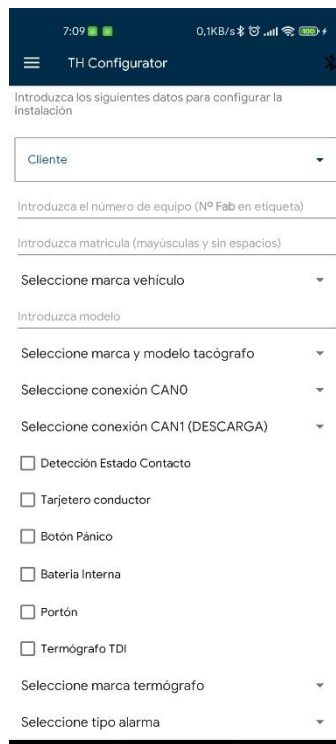 7:09
0,1KB/s
100
TH Configurator
Introduzca los siguientes datos para configurar la
instalación
Cliente
Introduzca el número de equipo (Nº Fab en etiqueta)
Introduzca matricula (mayúsculas y sin espacios)
Seleccione marca vehículo
Introduzca modelo
Seleccione marca y modelo tacógrafo
Seleccione conexión CAN0
Seleccione conexión CAN1 (DESCARGA)
Detección Estado Contacto
Tarjetero conductor
Botón Pánico
Bateria Interna
Portón
Termógrafo TDI
Seleccione marca termógrafo
Seleccione tipo alarma